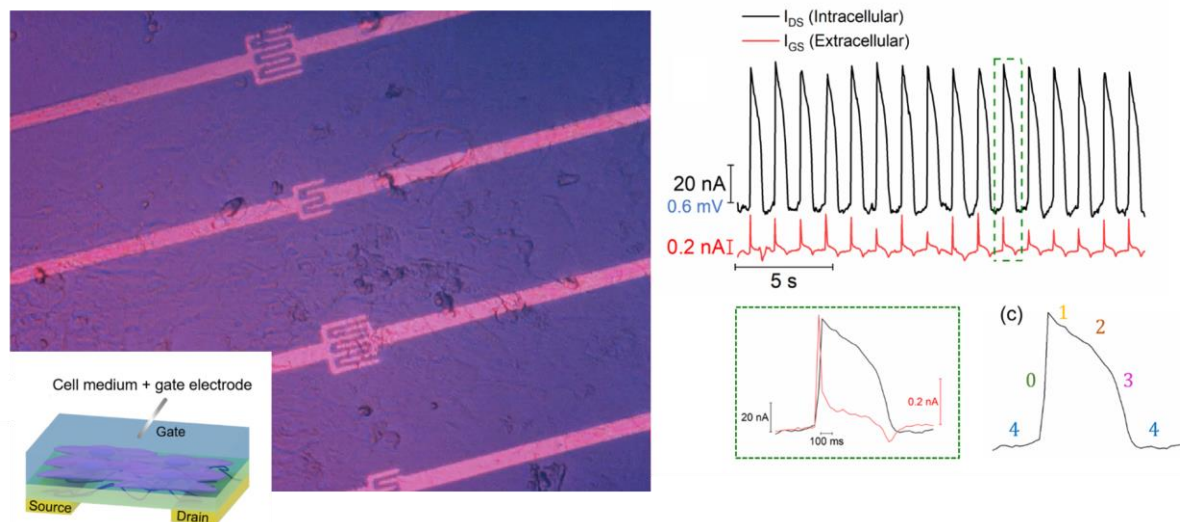 I_DS (Intracellular)
I_GS (Extracellular)
20 nA
0.6 mV
0.2 nA
5 s
Cell medium + gate electrode
Gate
Source
Drain
20 nA
100 ms
0.2 nA
(c)
0
1
2
3
4
4